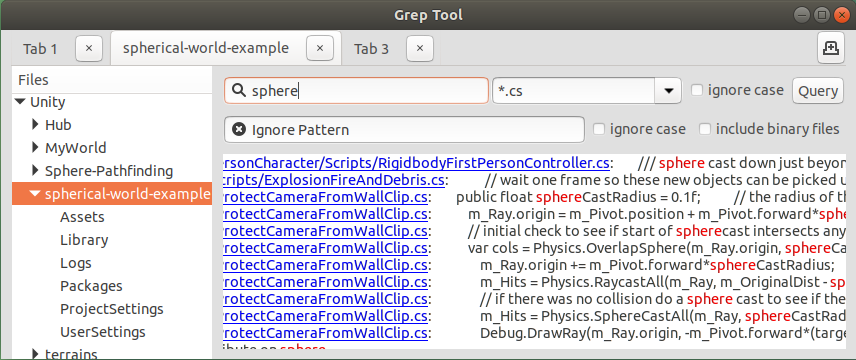 Grep Tool
Tab 1 × spherical-world-example × Tab 3
Files
Unity
Hub
MyWorld
Sphere-Pathfinding
spherical-world-example
Assets
Library
Logs
Packages
ProjectSettings
UserSettings
terrains
sphere *.cs ignore case Query
Ignore Pattern ignore case include binary files
ersonCharacter/Scripts/RigidbodyFirstPersonController.cs: /// sphere cast down just beyon
cripts/ExplosionFireAndDebris.cs: // wait one frame so these new objects can be picked u
rotectCameraFromWallClip.cs: public float sphereCastRadius = 0.1f; // the radius of th
rotectCameraFromWallClip.cs: m_Ray.origin = m_Pivot.position + m_Pivot.forward*sphe
rotectCameraFromWallClip.cs: // initial check to see if start of spherecast intersects any
rotectCameraFromWallClip.cs: var cols = Physics.OverlapSphere(m_Ray.origin, sphereCa
rotectCameraFromWallClip.cs: m_Ray.origin += m_Pivot.forward*sphereCastRadius;
rotectCameraFromWallClip.cs: m_Hits = Physics.RaycastAll(m_Ray, m_OriginalDist - sp
rotectCameraFromWallClip.cs: // if there was no collision do a sphere cast to see if the
rotectCameraFromWallClip.cs: m_Hits = Physics.SphereCastAll(m_Ray, sphereCastRad
rotectCameraFromWallClip.cs: Debug.DrawRay(m_Ray.origin, -m_Pivot.forward*(targe
ibute on sphere